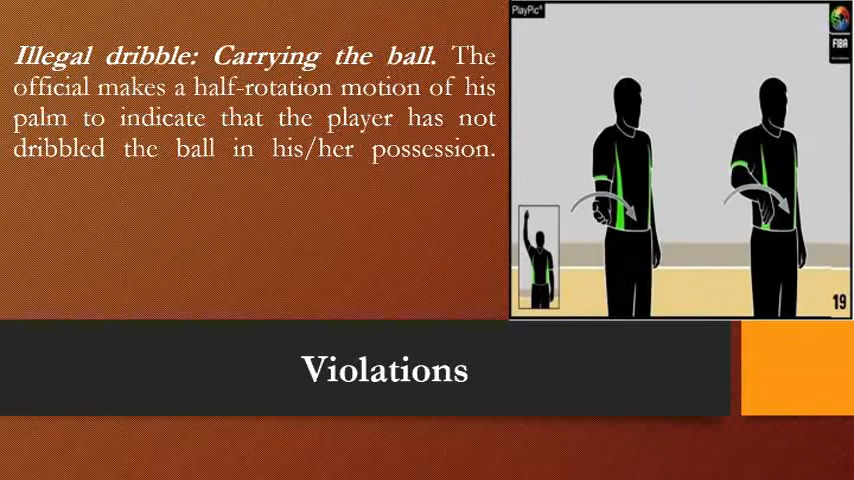 Illegal dribble: Carrying the ball. The
official makes a half-rotation motion of his
palm to indicate that the player has not
dribbled the ball in his/her possession.
PlayPic®
FIBA
19
Violations